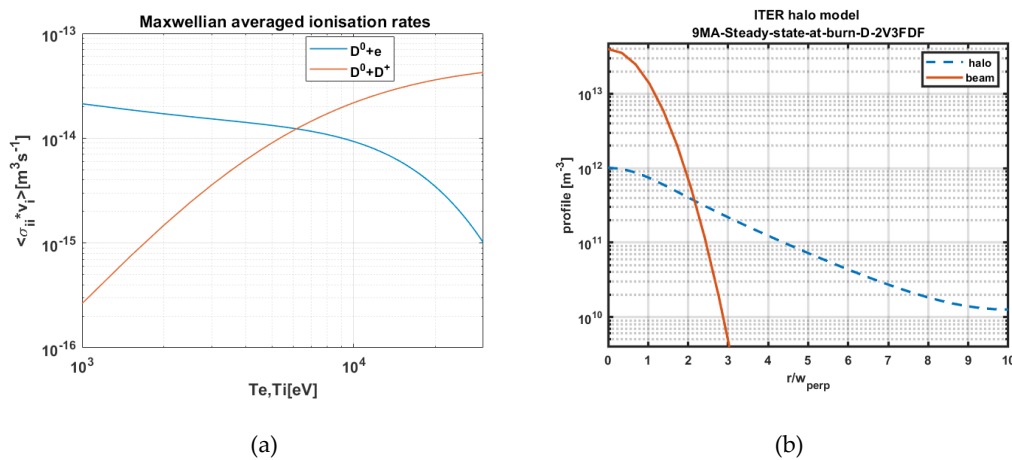 Maxwellian averaged ionisation rates
D⁰+e
D⁰+D⁺
10⁻¹³
10⁻¹⁴
10⁻¹⁵
10⁻¹⁶
<σᵢᵢ*vᵢ>[m³s⁻¹]
10³
10⁴
Te,Ti[eV]
(a)
ITER halo model
9MA-Steady-state-at-burn-D-2V3FDF
halo
beam
10¹³
10¹²
10¹¹
10¹⁰
profile [m⁻³]
0 1 2 3 4 5 6 7 8 9 10
r/w_perp
(b)